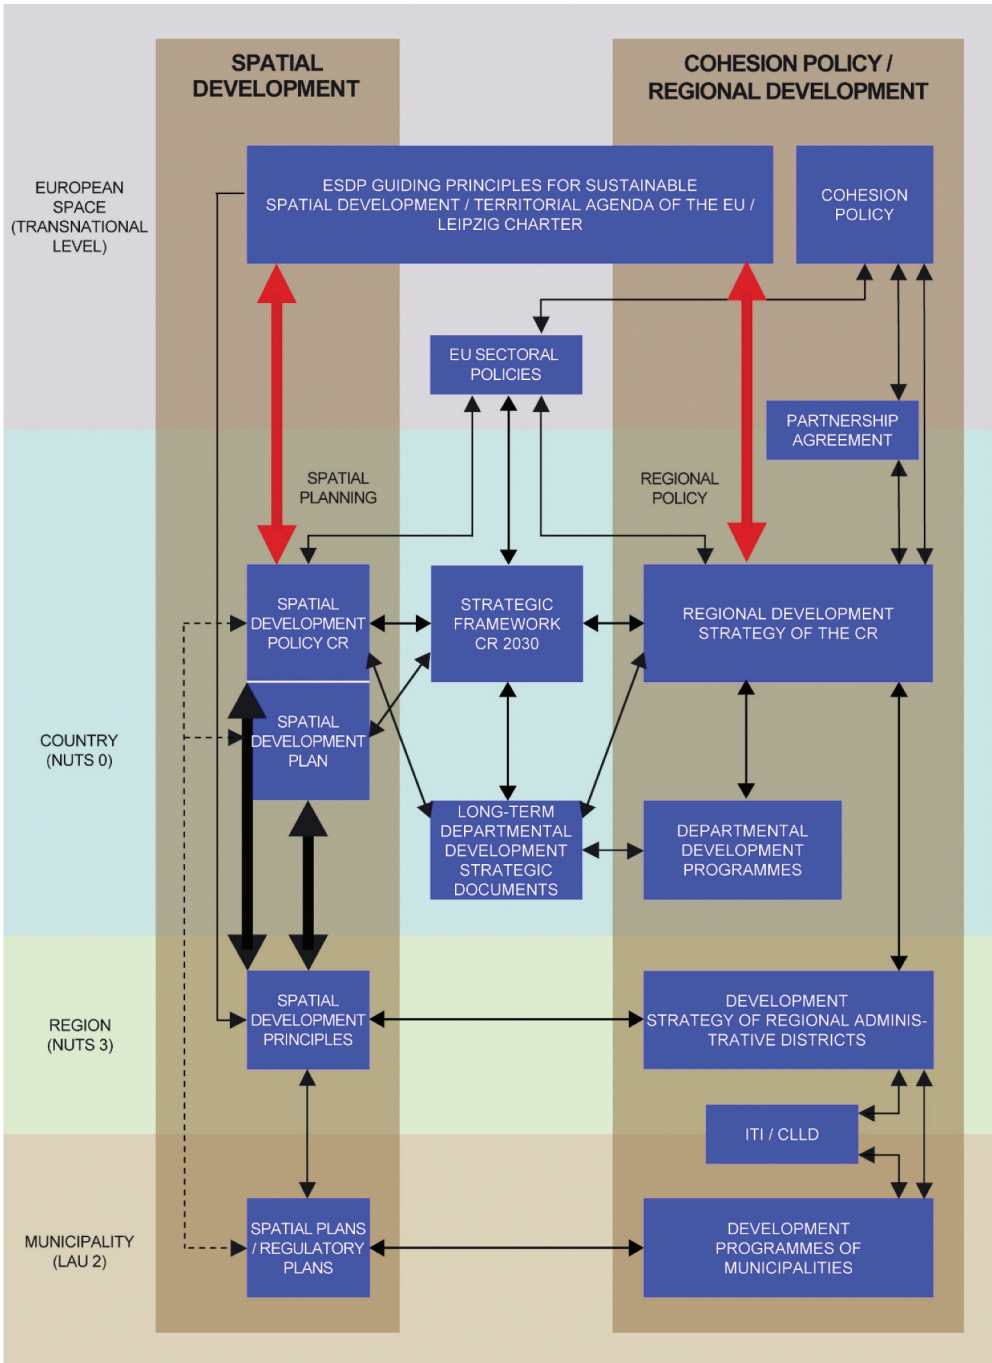 SPATIAL
DEVELOPMENT
COHESION POLICY /
REGIONAL DEVELOPMENT
EUROPEAN
SPACE
(TRANSNATIONAL
LEVEL)
ESDP GUIDING PRINCIPLES FOR SUSTAINABLE
SPATIAL DEVELOPMENT / TERRITORIAL AGENDA OF THE EU /
LEIPZIG CHARTER
COHESION
POLICY
EU SECTORAL
POLICIES
PARTNERSHIP
AGREEMENT
SPATIAL
PLANNING
REGIONAL
POLICY
COUNTRY
(NUTS 0)
SPATIAL
DEVELOPMENT
POLICY CR
STRATEGIC
FRAMEWORK
CR 2030
REGIONAL DEVELOPMENT
STRATEGY OF THE CR
SPATIAL
DEVELOPMENT
PLAN
LONG-TERM
DEPARTMENTAL
DEVELOPMENT
STRATEGIC
DOCUMENTS
DEPARTMENTAL
DEVELOPMENT
PROGRAMMES
REGION
(NUTS 3)
SPATIAL
DEVELOPMENT
PRINCIPLES
DEVELOPMENT
STRATEGY OF REGIONAL ADMINIS-
TRATIVE DISTRICTS
ITI / CLLD
MUNICIPALITY
(LAU 2)
SPATIAL PLANS
/ REGULATORY
PLANS
DEVELOPMENT
PROGRAMMES OF
MUNICIPALITIES